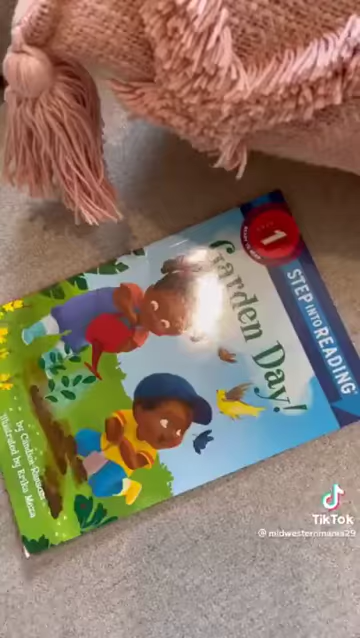 Garden Day!
STEP INTO READING
1
by Candice Ransom
illustrated by Erika Meza
TikTok
@midwesternmama29